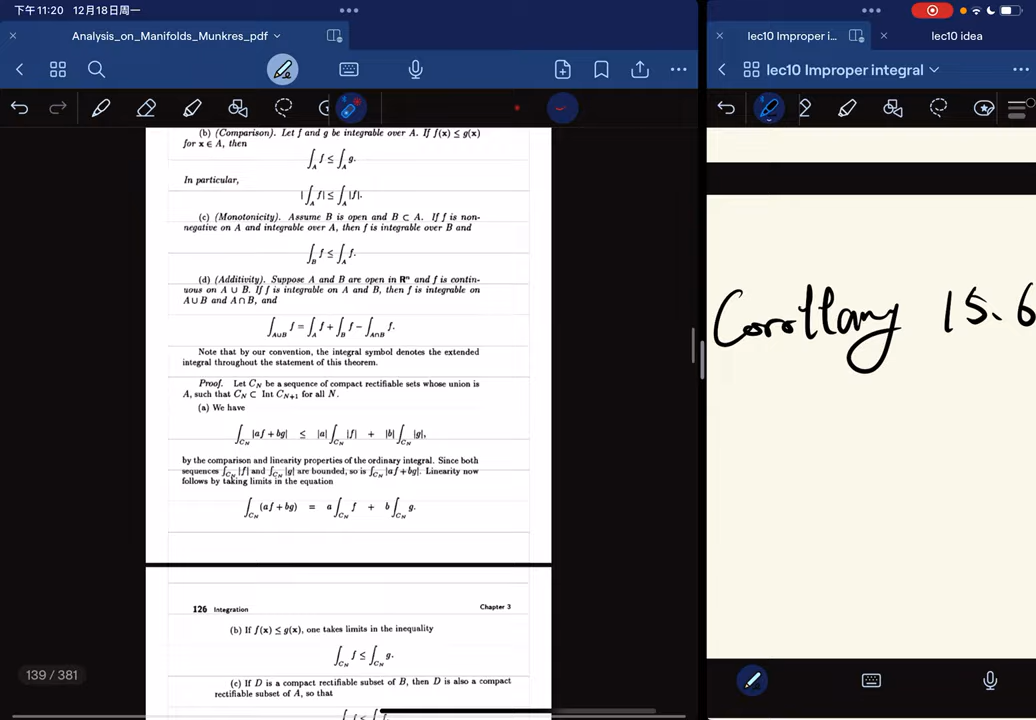 下午11:20 12月18日周一
Analysis_on_Manifolds_Munkres_pdf
lec10 Improper i...
lec10 idea
lec10 Improper integral
(b) (Comparison). Let f and g be integrable over A. If f(x) ≤ g(x)
for x ∈ A, then
∫_A f ≤ ∫_A g.
In particular,
|∫_A f| ≤ ∫_A |f|.
(c) (Monotonicity). Assume B is open and B ⊂ A. If f is non-
negative on A and integrable over A, then f is integrable over B and
∫_B f ≤ ∫_A f.
(d) (Additivity). Suppose A and B are open in R^n and f is contin-
uous on A ∪ B. If f is integrable on A and B, then f is integrable on
A ∪ B and A ∩ B, and
∫_{A∪B} f = ∫_A f + ∫_B f − ∫_{A∩B} f.
Note that by our convention, the integral symbol denotes the extended
integral throughout the statement of this theorem.
Proof. Let C_N be a sequence of compact rectifiable sets whose union is
A, such that C_N ⊂ Int C_{N+1} for all N.
(a) We have
∫_{C_N} |af + bg| ≤ |a| ∫_{C_N} |f| + |b| ∫_{C_N} |g|,
by the comparison and linearity properties of the ordinary integral. Since both
sequences ∫_{C_N} |f| and ∫_{C_N} |g| are bounded, so is ∫_{C_N} |af + bg|. Linearity now
follows by taking limits in the equation
∫_{C_N} (af + bg) = a ∫_{C_N} f + b ∫_{C_N} g.
126 Integration Chapter 3
(b) If f(x) ≤ g(x), one takes limits in the inequality
∫_{C_N} f ≤ ∫_{C_N} g.
(c) If D is a compact rectifiable subset of B, then D is also a compact
rectifiable subset of A, so that
139 / 381
Corollary 15.6